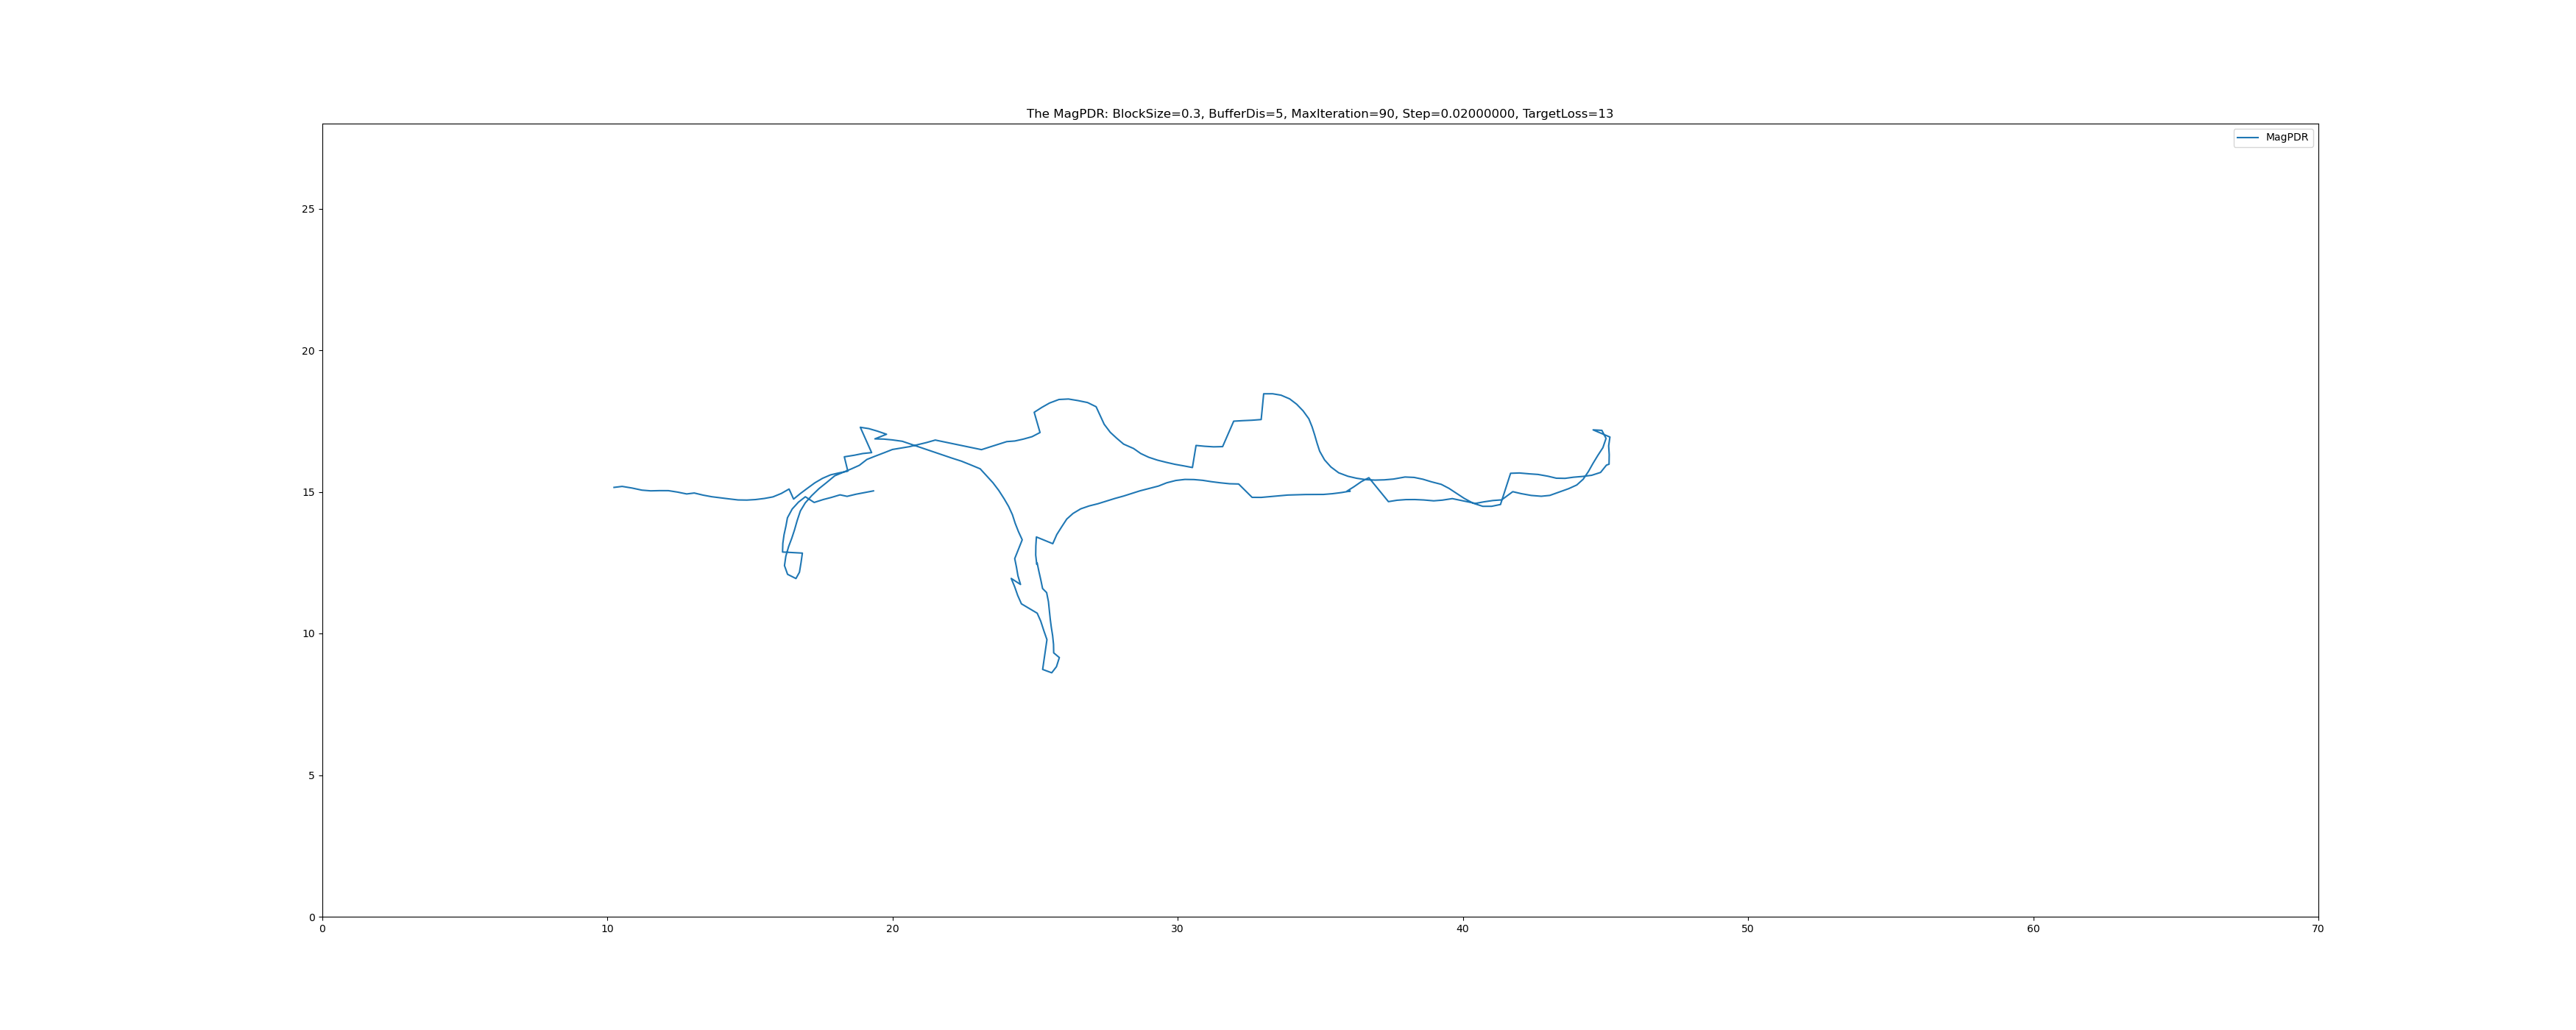 The MagPDR: BlockSize=0.3, BufferDis=5, MaxIteration=90, Step=0.02000000, TargetLoss=13
MagPDR
25
20
15
10
5
0
0 10 20 30 40 50 60 70